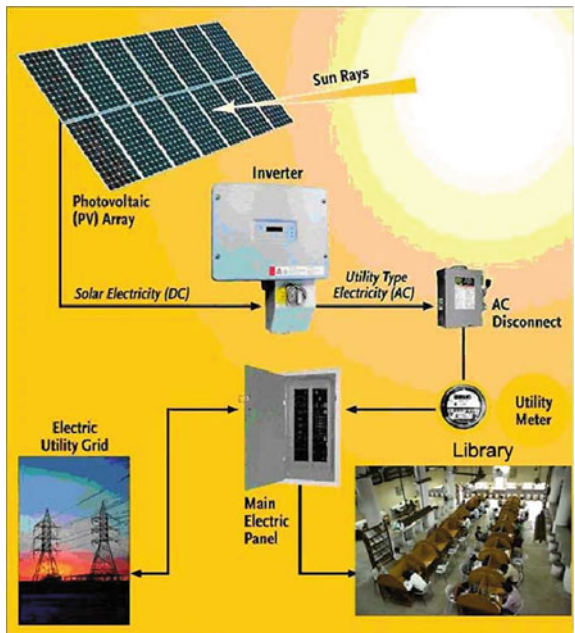 Sun Rays
Photovoltaic
(PV) Array
Inverter
Solar Electricity (DC)
Utility Type
Electricity (AC)
AC
Disconnect
Utility
Meter
Electric
Utility Grid
Library
Main
Electric
Panel